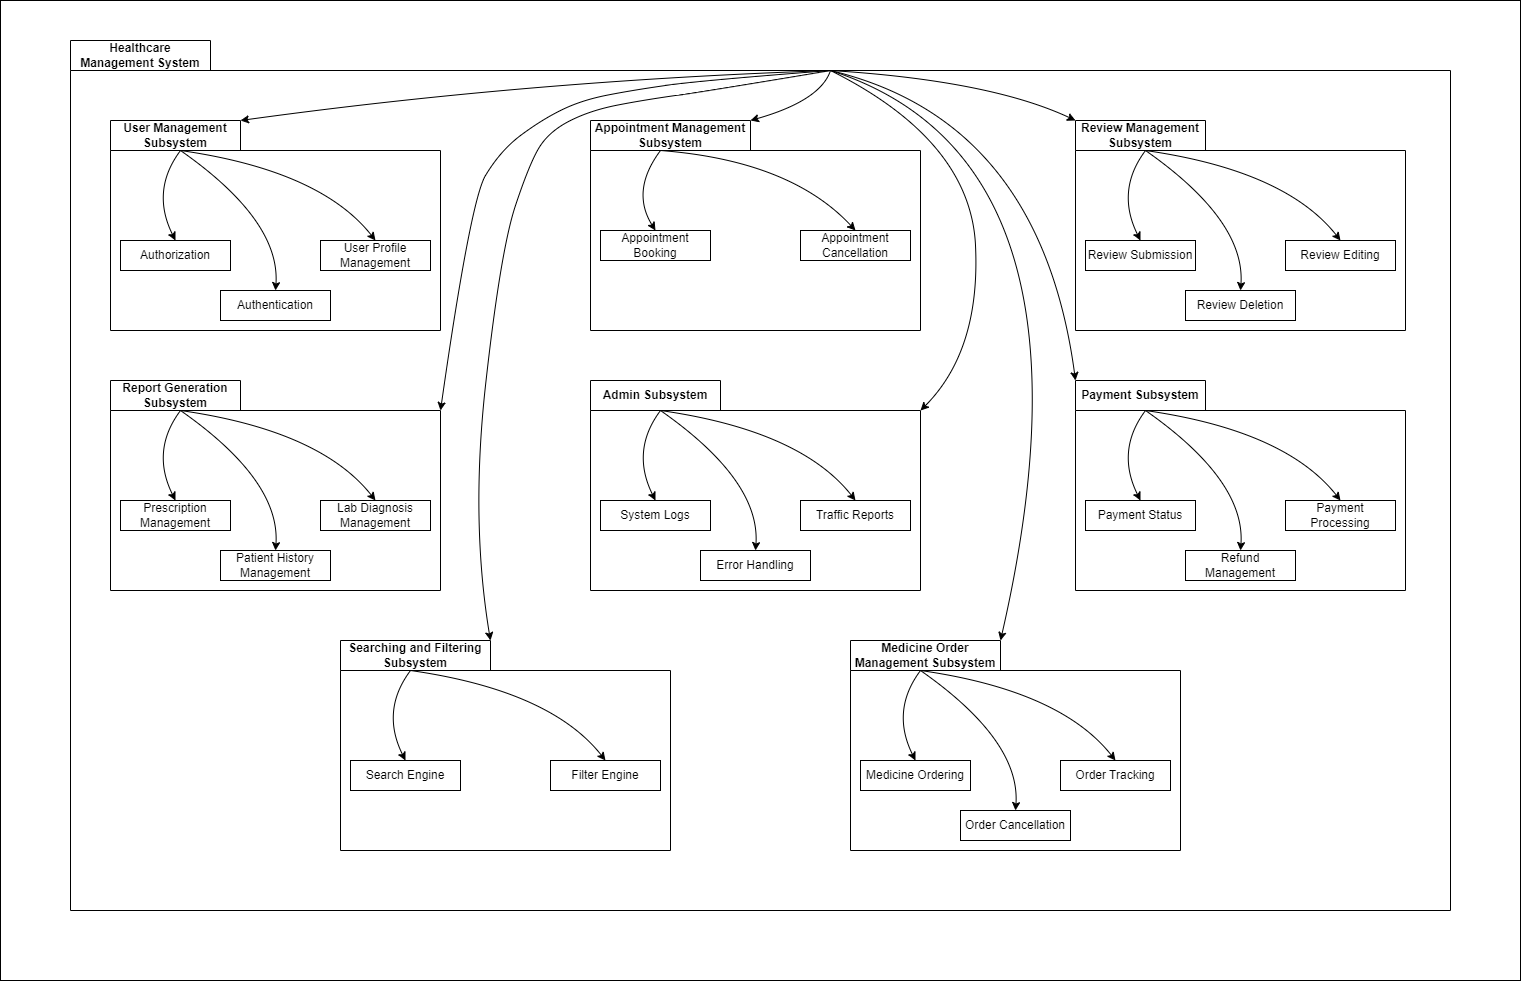 Healthcare
Management System
User Management
Subsystem
Authorization
User Profile
Management
Authentication
Appointment Management
Subsystem
Appointment
Booking
Appointment
Cancellation
Review Management
Subsystem
Review Submission
Review Editing
Review Deletion
Report Generation
Subsystem
Prescription
Management
Lab Diagnosis
Management
Patient History
Management
Admin Subsystem
System Logs
Traffic Reports
Error Handling
Payment Subsystem
Payment Status
Payment
Processing
Refund
Management
Searching and Filtering
Subsystem
Search Engine
Filter Engine
Medicine Order
Management Subsystem
Medicine Ordering
Order Tracking
Order Cancellation